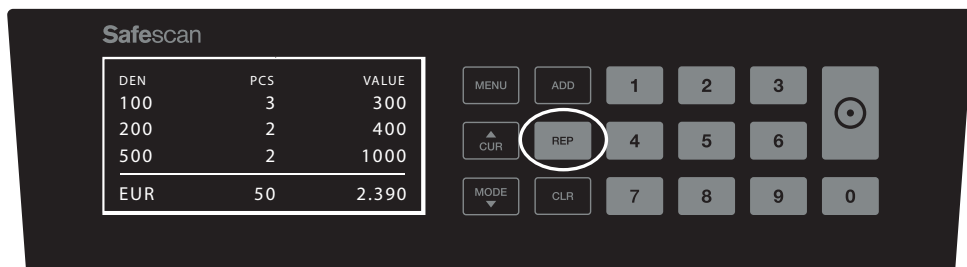 Safescan
DEN PCS VALUE
100 3 300
200 2 400
500 2 1000
EUR 50 2.390
MENU ADD 1 2 3
CUR REP 4 5 6
MODE CLR 7 8 9 0